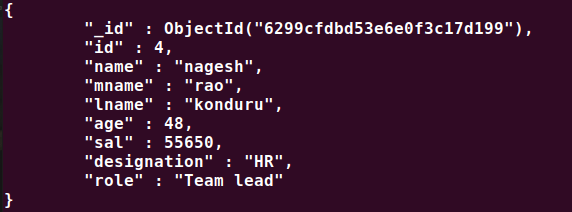 {
"_id" : ObjectId("6299cfdbd53e6e0f3c17d199"),
"id" : 4,
"name" : "nagesh",
"mname" : "rao",
"lname" : "konduru",
"age" : 48,
"sal" : 55650,
"designation" : "HR",
"role" : "Team lead"
}